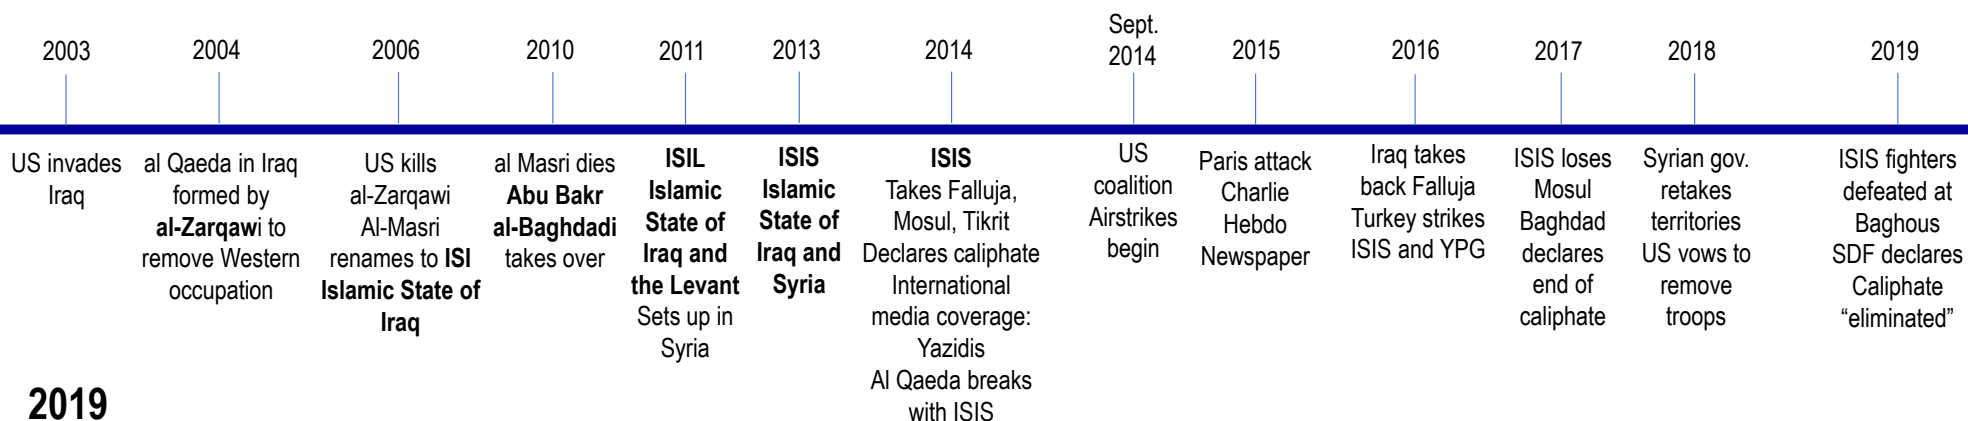 2003
US invades
Iraq
2004
al Qaeda in Iraq
formed by
al-Zarqawi to
remove Western
occupation
2006
US kills
al-Zarqawi
Al-Masri
renames to ISI
Islamic State of
Iraq
2010
al Masri dies
Abu Bakr
al-Baghdadi
takes over
2011
ISIL
Islamic
State of
Iraq and
the Levant
Sets up in
Syria
2013
ISIS
Islamic
State of
Iraq and
Syria
2014
ISIS
Takes Falluja,
Mosul, Tikrit
Declares caliphate
International
media coverage:
Yazidis
Al Qaeda breaks
with ISIS
Sept.
2014
US
coalition
Airstrikes
begin
2015
Paris attack
Charlie
Hebdo
Newspaper
2016
Iraq takes
back Falluja
Turkey strikes
ISIS and YPG
2017
ISIS loses
Mosul
Baghdad
declares
end of
caliphate
2018
Syrian gov.
retakes
territories
US vows to
remove
troops
2019
ISIS fighters
defeated at
Baghous
SDF declares
Caliphate
“eliminated”
2019